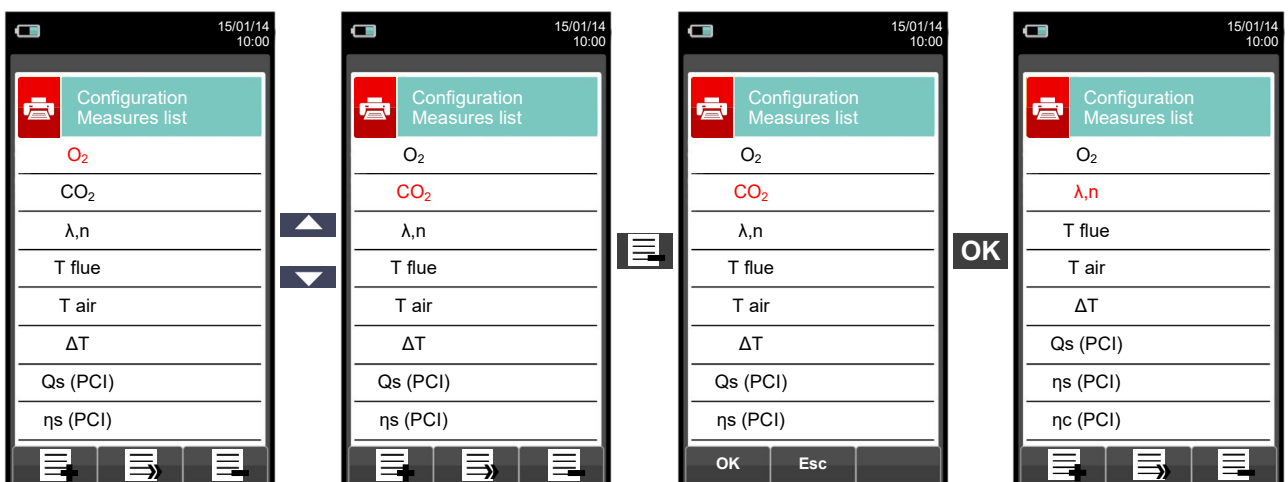 15/01/14
10:00
Configuration
Measures list
O₂
CO₂
λ,n
T flue
T air
ΔT
Qs (PCI)
ηs (PCI)
15/01/14
10:00
Configuration
Measures list
O₂
CO₂
λ,n
T flue
T air
ΔT
Qs (PCI)
ηs (PCI)
15/01/14
10:00
Configuration
Measures list
O₂
CO₂
λ,n
T flue
T air
ΔT
Qs (PCI)
ηs (PCI)
OK Esc
OK
15/01/14
10:00
Configuration
Measures list
O₂
λ,n
T flue
T air
ΔT
Qs (PCI)
ηs (PCI)
ηc (PCI)